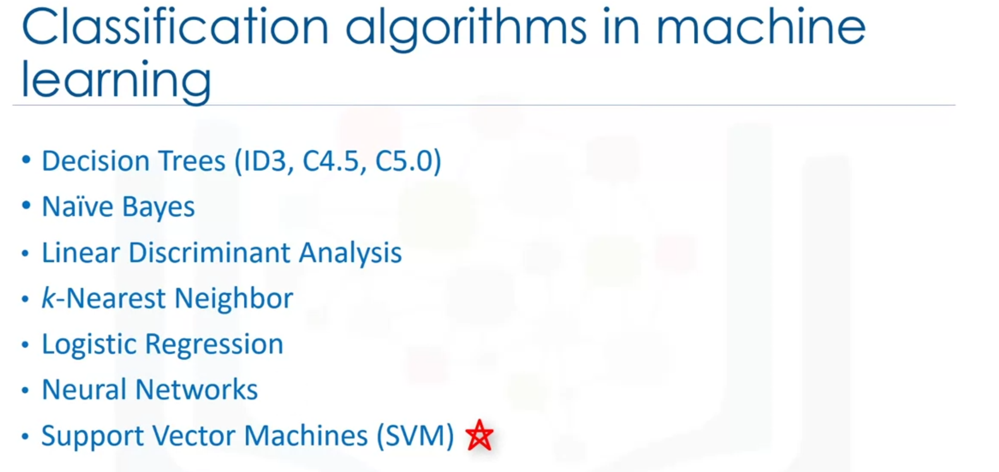 Classification algorithms in machine
learning
• Decision Trees (ID3, C4.5, C5.0)
• Naïve Bayes
• Linear Discriminant Analysis
• k-Nearest Neighbor
• Logistic Regression
• Neural Networks
• Support Vector Machines (SVM)